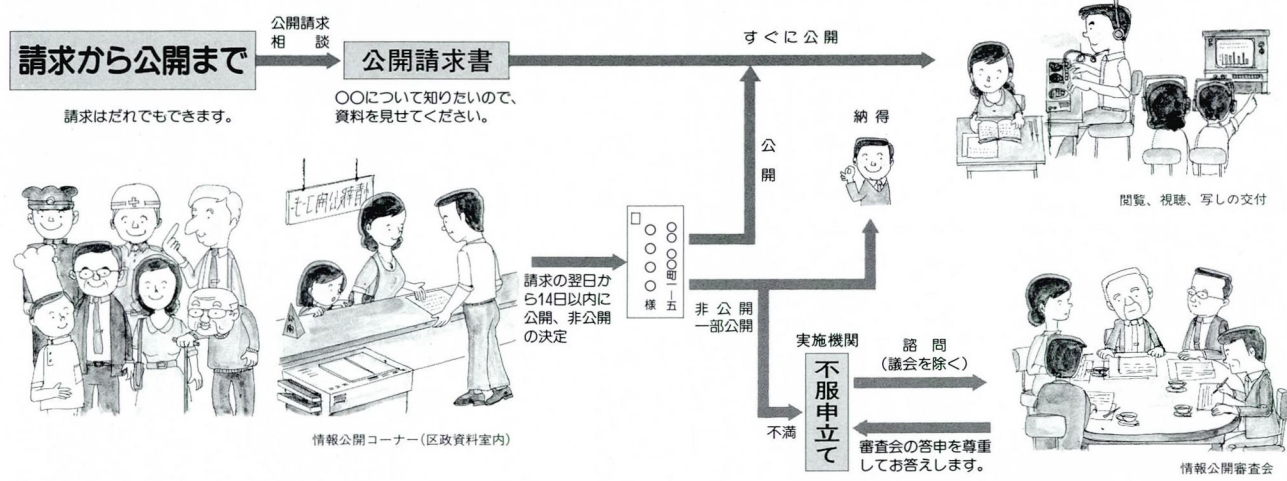 請求から公開まで
公開請求
相談
公開請求書
すぐに公開
請求はだれでもできます。
○○について知りたいので、
資料を見せてください。
公開
納得
閲覧、視聴、写しの交付
請求の翌日か
ら14日以内に
公開、非公開
の決定
○○ ○○町一ー五
○○○○様
非公開
一部公開
実施機関
不服申立て
諮問
(議会を除く)
不満
審査会の答申を尊重
してお答えします。
情報公開コーナー(区政資料室内)
情報公開審査会